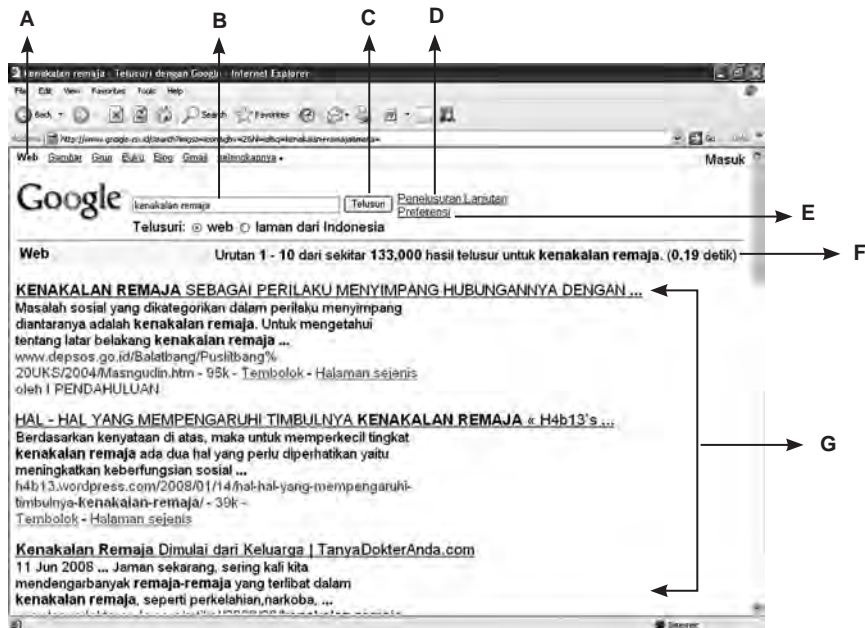 A B C D
kenakalan remaja - Telusuri dengan Google - Internet Explorer
File Edit View Favorites Tools Help
Back Search Favorites
Go
Web Gambar Grup Buku Blog Gmail selengkapnya
Masuk
Google kenakalan remaja Telusuri Penelusuran Lanjutan
Preferensi E
Telusuri: web laman dari Indonesia
Web Urutan 1 - 10 dari sekitar 133,000 hasil telusur untuk kenakalan remaja. (0,19 detik) F
KENAKALAN REMAJA SEBAGAI PERILAKU MENYIMPANG HUBUNGANNYA DENGAN ...
Masalah sosial yang dikategorikan dalam perilaku menyimpang
diantaranya adalah kenakalan remaja. Untuk mengetahui
tentang latar belakang kenakalan remaja ...
www.depsos.go.id/Balatbang/Puslitbang%
20UKS/2004/Masngudin.htm - 95k - Tembolok - Halaman sejenis
oleh I PENDAHULUAN
HAL - HAL YANG MEMPENGARUHI TIMBULNYA KENAKALAN REMAJA « H4b13's ...
Berdasarkan kenyataan di atas, maka untuk memperkecil tingkat
kenakalan remaja ada dua hal yang perlu diperhatikan yaitu
G
meningkatkan keberfungsian sosial ...
h4b13.wordpress.com/2008/01/14/hal-hal-yang-mempengaruhi-
timbulnya-kenakalan-remaja/ - 39k -
Tembolok - Halaman sejenis
Kenakalan Remaja Dimulai dari Keluarga | TanyaDokterAnda.com
11 Jun 2008 ... Jaman sekarang, sering kali kita
mendengarbanyak remaja-remaja yang terlibat dalam
kenakalan remaja, seperti perkelahian,narkoba, ...
Internet